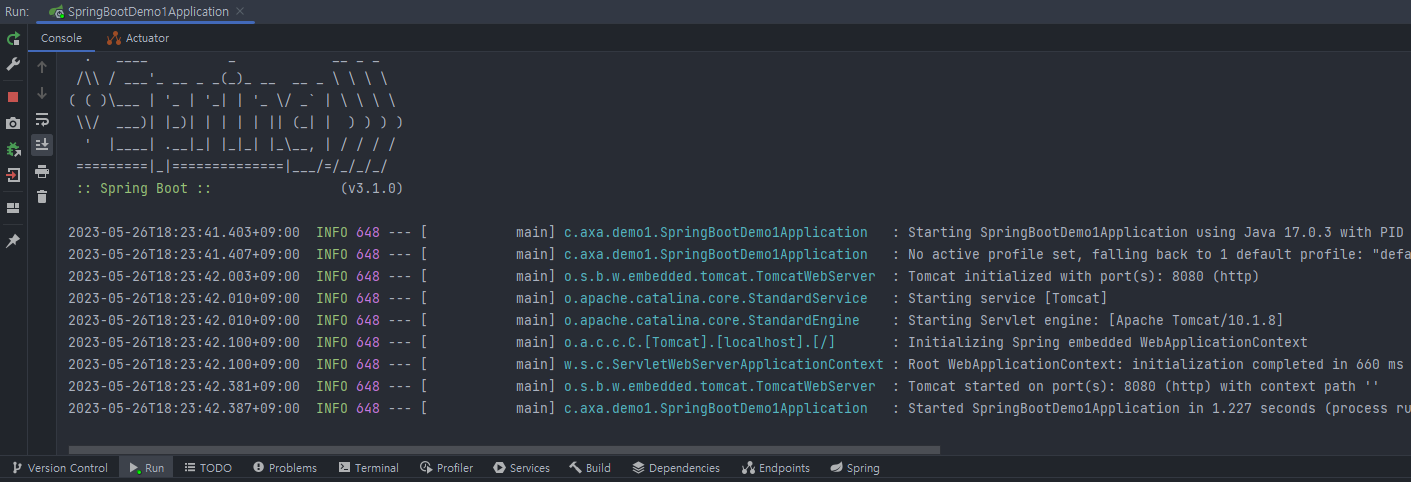 Run: SpringBootDemo1Application
Console Actuator
  .   ____          _            __ _ _
 /\\ / ___'_ __ _ _(_)_ __  __ _ \ \ \ \
( ( )\___ | '_ | '_| | '_ \/ _` | \ \ \ \
 \\/  ___)| |_)| | | | | || (_| |  ) ) ) )
  '  |____| .__|_| |_|_| |_\__, | / / / /
 =========|_|==============|___/=/_/_/_/
 :: Spring Boot ::                (v3.1.0)
2023-05-26T18:23:41.403+09:00  INFO 648 --- [           main] c.axa.demo1.SpringBootDemo1Application   : Starting SpringBootDemo1Application using Java 17.0.3 with PID
2023-05-26T18:23:41.407+09:00  INFO 648 --- [           main] c.axa.demo1.SpringBootDemo1Application   : No active profile set, falling back to 1 default profile: "defa
2023-05-26T18:23:42.003+09:00  INFO 648 --- [           main] o.s.b.w.embedded.tomcat.TomcatWebServer  : Tomcat initialized with port(s): 8080 (http)
2023-05-26T18:23:42.010+09:00  INFO 648 --- [           main] o.apache.catalina.core.StandardService   : Starting service [Tomcat]
2023-05-26T18:23:42.010+09:00  INFO 648 --- [           main] o.apache.catalina.core.StandardEngine    : Starting Servlet engine: [Apache Tomcat/10.1.8]
2023-05-26T18:23:42.100+09:00  INFO 648 --- [           main] o.a.c.c.C.[Tomcat].[localhost].[/]       : Initializing Spring embedded WebApplicationContext
2023-05-26T18:23:42.100+09:00  INFO 648 --- [           main] w.s.c.ServletWebServerApplicationContext : Root WebApplicationContext: initialization completed in 660 ms
2023-05-26T18:23:42.381+09:00  INFO 648 --- [           main] o.s.b.w.embedded.tomcat.TomcatWebServer  : Tomcat started on port(s): 8080 (http) with context path ''
2023-05-26T18:23:42.387+09:00  INFO 648 --- [           main] c.axa.demo1.SpringBootDemo1Application   : Started SpringBootDemo1Application in 1.227 seconds (process ru
Version Control Run TODO Problems Terminal Profiler Services Build Dependencies Endpoints Spring